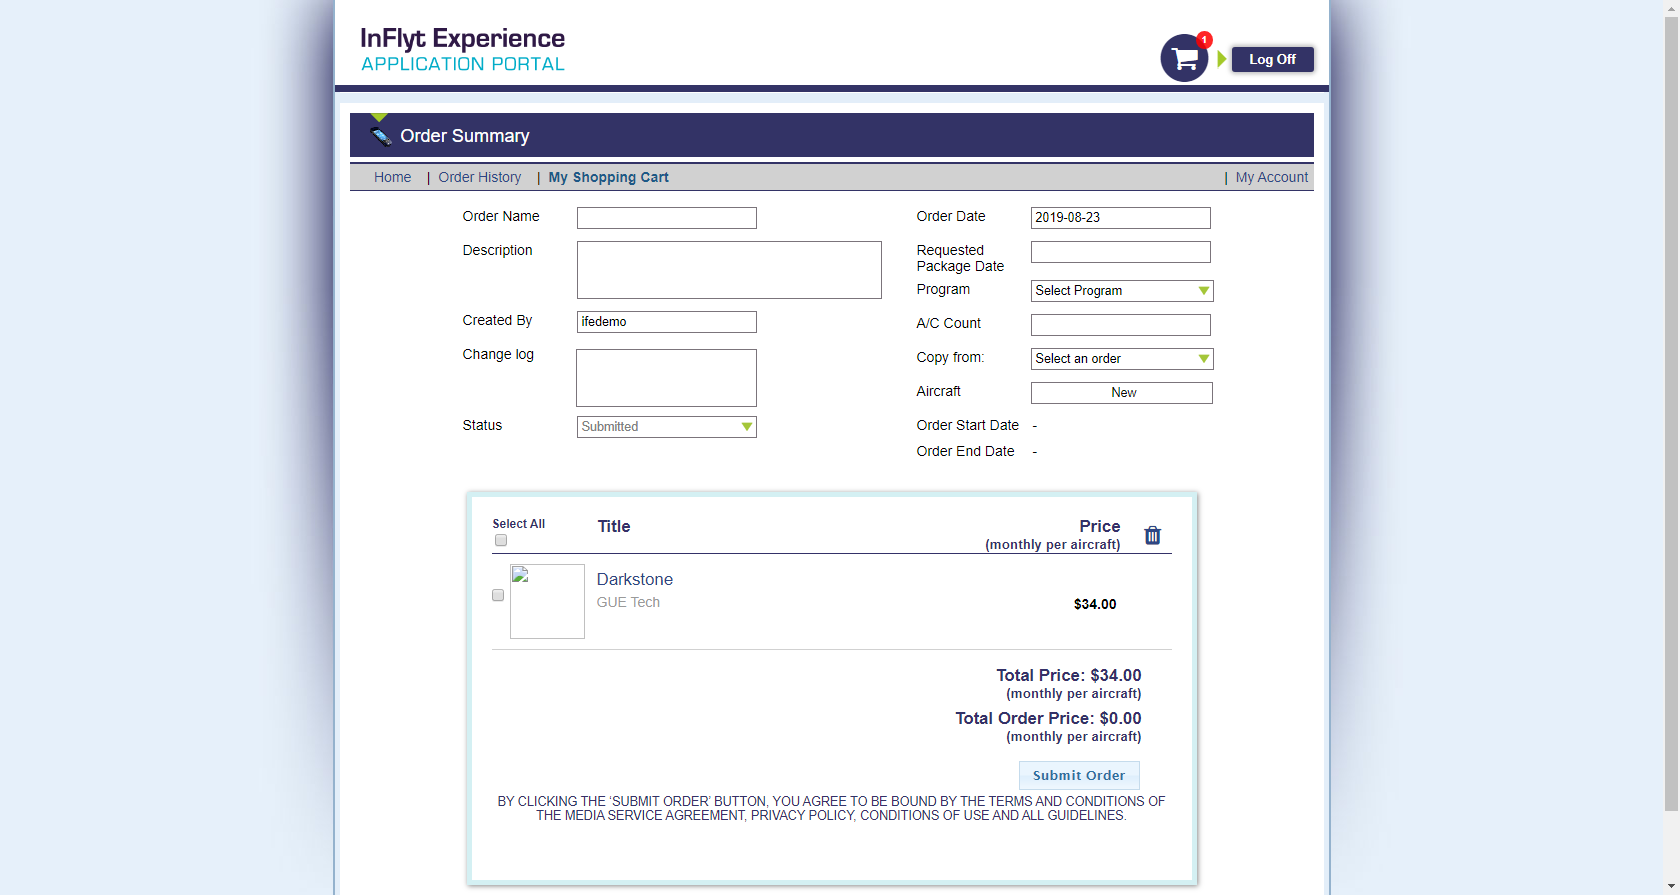 InFlyt Experience
APPLICATION PORTAL
1
Log Off
Order Summary
Home | Order History | My Shopping Cart | My Account
Order Name
Order Date 2019-08-23
Description
Requested
Package Date
Program Select Program
Created By ifedemo
A/C Count
Change log
Copy from: Select an order
Aircraft New
Status Submitted
Order Start Date -
Order End Date -
Select All Title Price
(monthly per aircraft)
Darkstone
GUE Tech
$34.00
Total Price: $34.00
(monthly per aircraft)
Total Order Price: $0.00
(monthly per aircraft)
Submit Order
BY CLICKING THE ‘SUBMIT ORDER’ BUTTON, YOU AGREE TO BE BOUND BY THE TERMS AND CONDITIONS OF
THE MEDIA SERVICE AGREEMENT, PRIVACY POLICY, CONDITIONS OF USE AND ALL GUIDELINES.